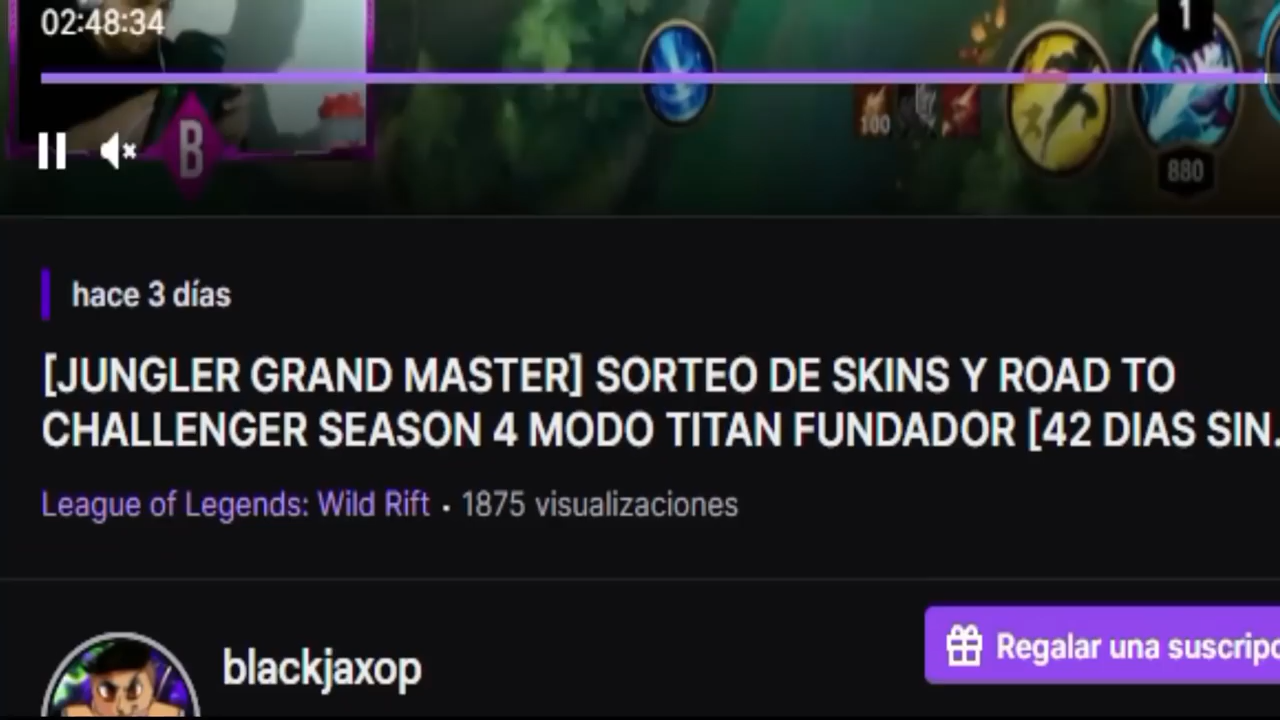 02:48:34
1
B
100
880
hace 3 días
[JUNGLER GRAND MASTER] SORTEO DE SKINS Y ROAD TO
CHALLENGER SEASON 4 MODO TITAN FUNDADOR [42 DIAS SIN.
League of Legends: Wild Rift • 1875 visualizaciones
blackjaxop
Regalar una suscripc